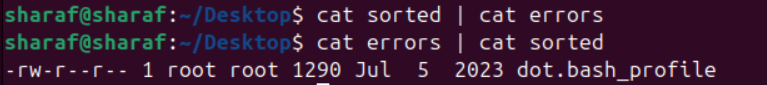 sharaf@sharaf:~/Desktop$ cat sorted | cat errors
sharaf@sharaf:~/Desktop$ cat errors | cat sorted
-rw-r--r-- 1 root root 1290 Jul  5  2023 dot.bash_profile